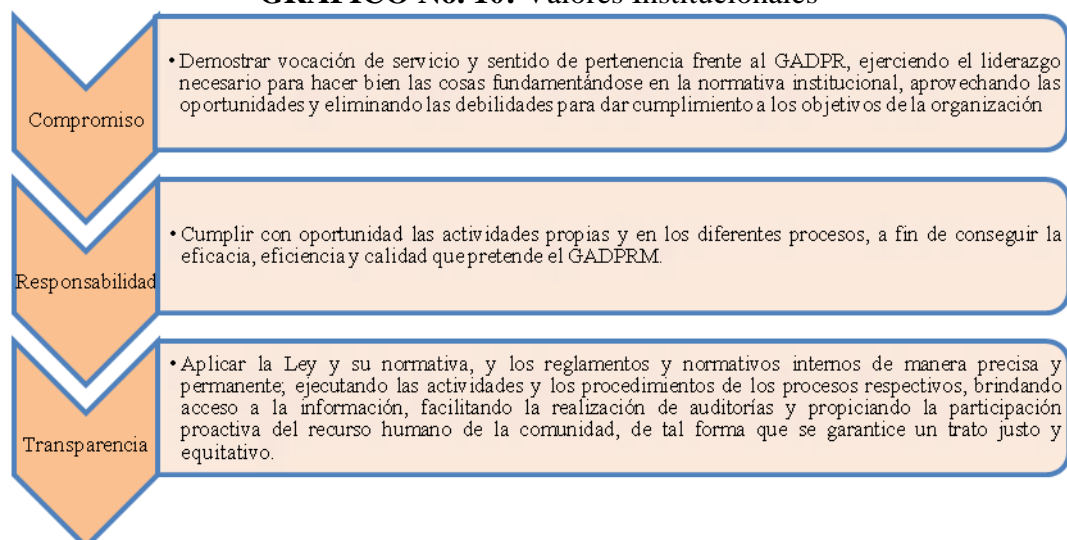 GRÁFICO No. 10: Valores Institucionales
Compromiso
• Demostrar vocación de servicio y sentido de pertenencia frente al GADPR, ejerciendo el liderazgo
necesario para hacer bien las cosas fundamentándose en la normativa institucional, aprovechando las
oportunidades y eliminando las debilidades para dar cumplimiento a los objetivos de la organización
Responsabilidad
• Cumplir con oportunidad las actividades propias y en los diferentes procesos, a fin de conseguir la
eficacia, eficiencia y calidad que pretende el GADPRM.
Transparencia
• Aplicar la Ley y su normativa, y los reglamentos y normativos internos de manera precisa y
permanente; ejecutando las actividades y los procedimientos de los procesos respectivos, brindando
acceso a la información, facilitando la realización de auditorías y propiciando la participación
proactiva del recurso humano de la comunidad, de tal forma que se garantice un trato justo y
equitativo.